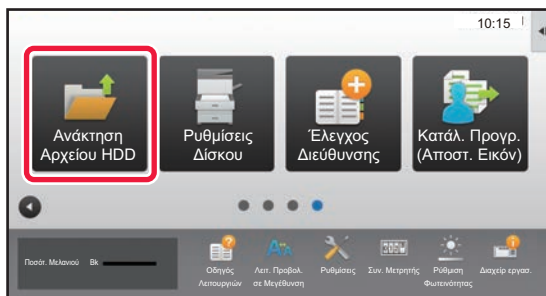 10:15
Ανάκτηση
Αρχείου HDD
Ρυθμίσεις
Δίσκου
Έλεγχος
Διεύθυνσης
Κατάλ. Προγρ.
(Αποστ. Εικόν)
Ποσότ. Μελανιού Bk
Οδηγός
Λειτουργιών
Λειτ. Προβολ.
σε Μεγέθυνση
Ρυθμίσεις
Συν. Μετρητής
Ρύθμιση
Φωτεινότητας
Διαχείρ εργασ.